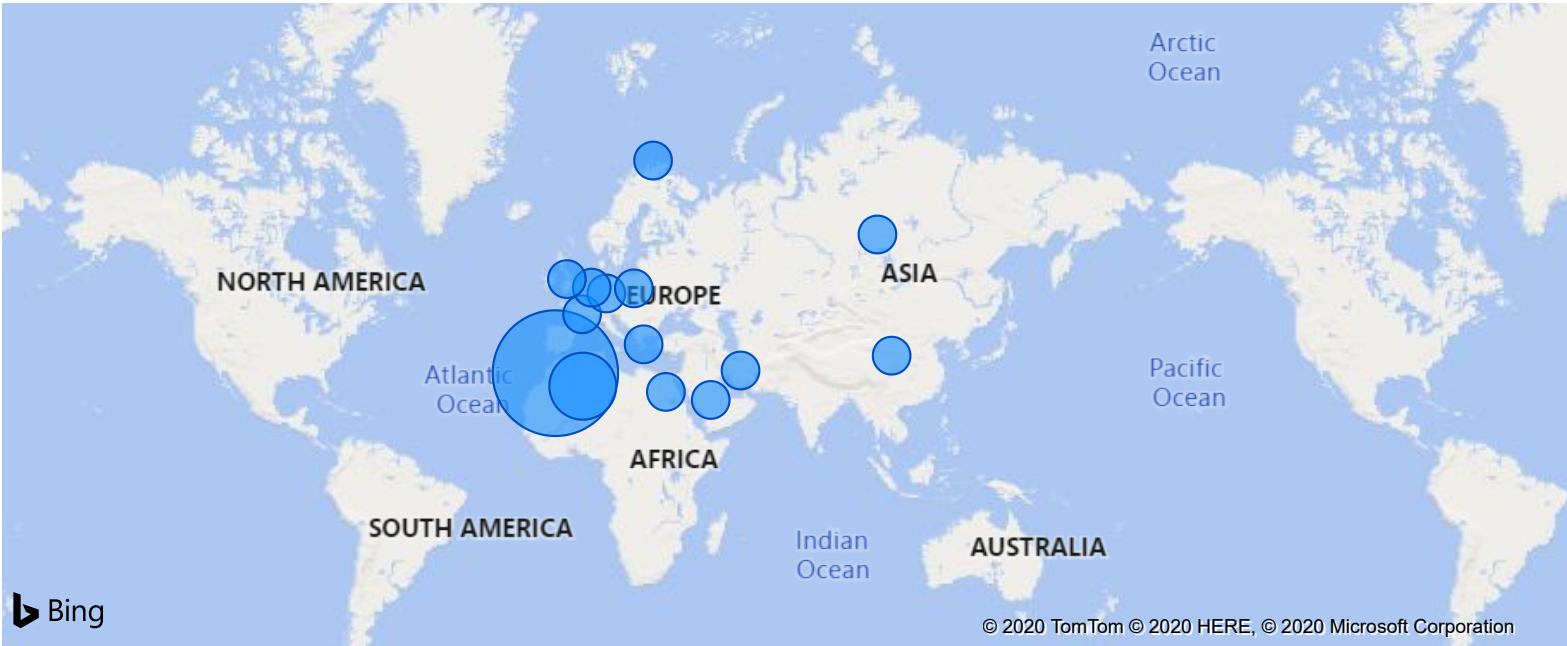 Arctic
Ocean
NORTH AMERICA
ASIA
EUROPE
Atlantic
Ocean
Pacific
Ocean
AFRICA
SOUTH AMERICA
Indian
Ocean
AUSTRALIA
Bing
© 2020 TomTom © 2020 HERE, © 2020 Microsoft Corporation